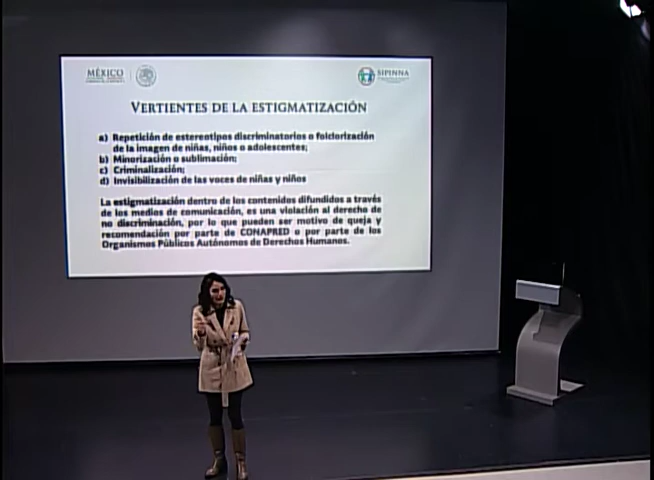 MÉXICO
SIPINNA
VERTIENTES DE LA ESTIGMATIZACIÓN
a) Repetición de estereotipos discriminatorios o folclorización
de la imagen de niñas, niños o adolescentes;
b) Minorización o sublimación;
c) Criminalización;
d) Invisibilización de las voces de niñas y niños
La estigmatización dentro de los contenidos difundidos a través
de los medios de comunicación, es una violación al derecho de
no discriminación, por lo que pueden ser motivo de queja y
recomendación por parte de CONAPRED o por parte de los
Organismos Públicos Autónomos de Derechos Humanos.